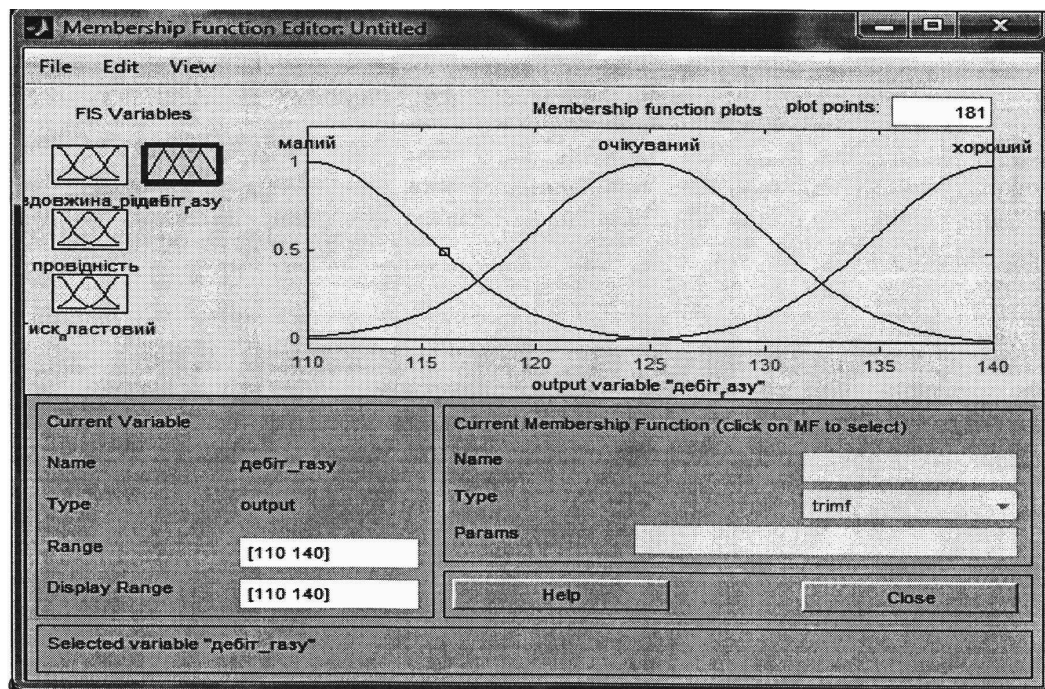 Membership Function Editor: Untitled
File Edit View
FIS Variables
Membership function plots plot points: 181
дебіт_газу
провідність
малий очікуваний хороший
1
0.5
0
110 115 120 125 130 135 140
output variable "дебіт_газу"
Current Variable
Name дебіт_газу
Type output
Range [110 140]
Display Range [110 140]
Current Membership Function (click on MF to select)
Name
Type trimf
Params
Help Close
Selected variable "дебіт_газу"